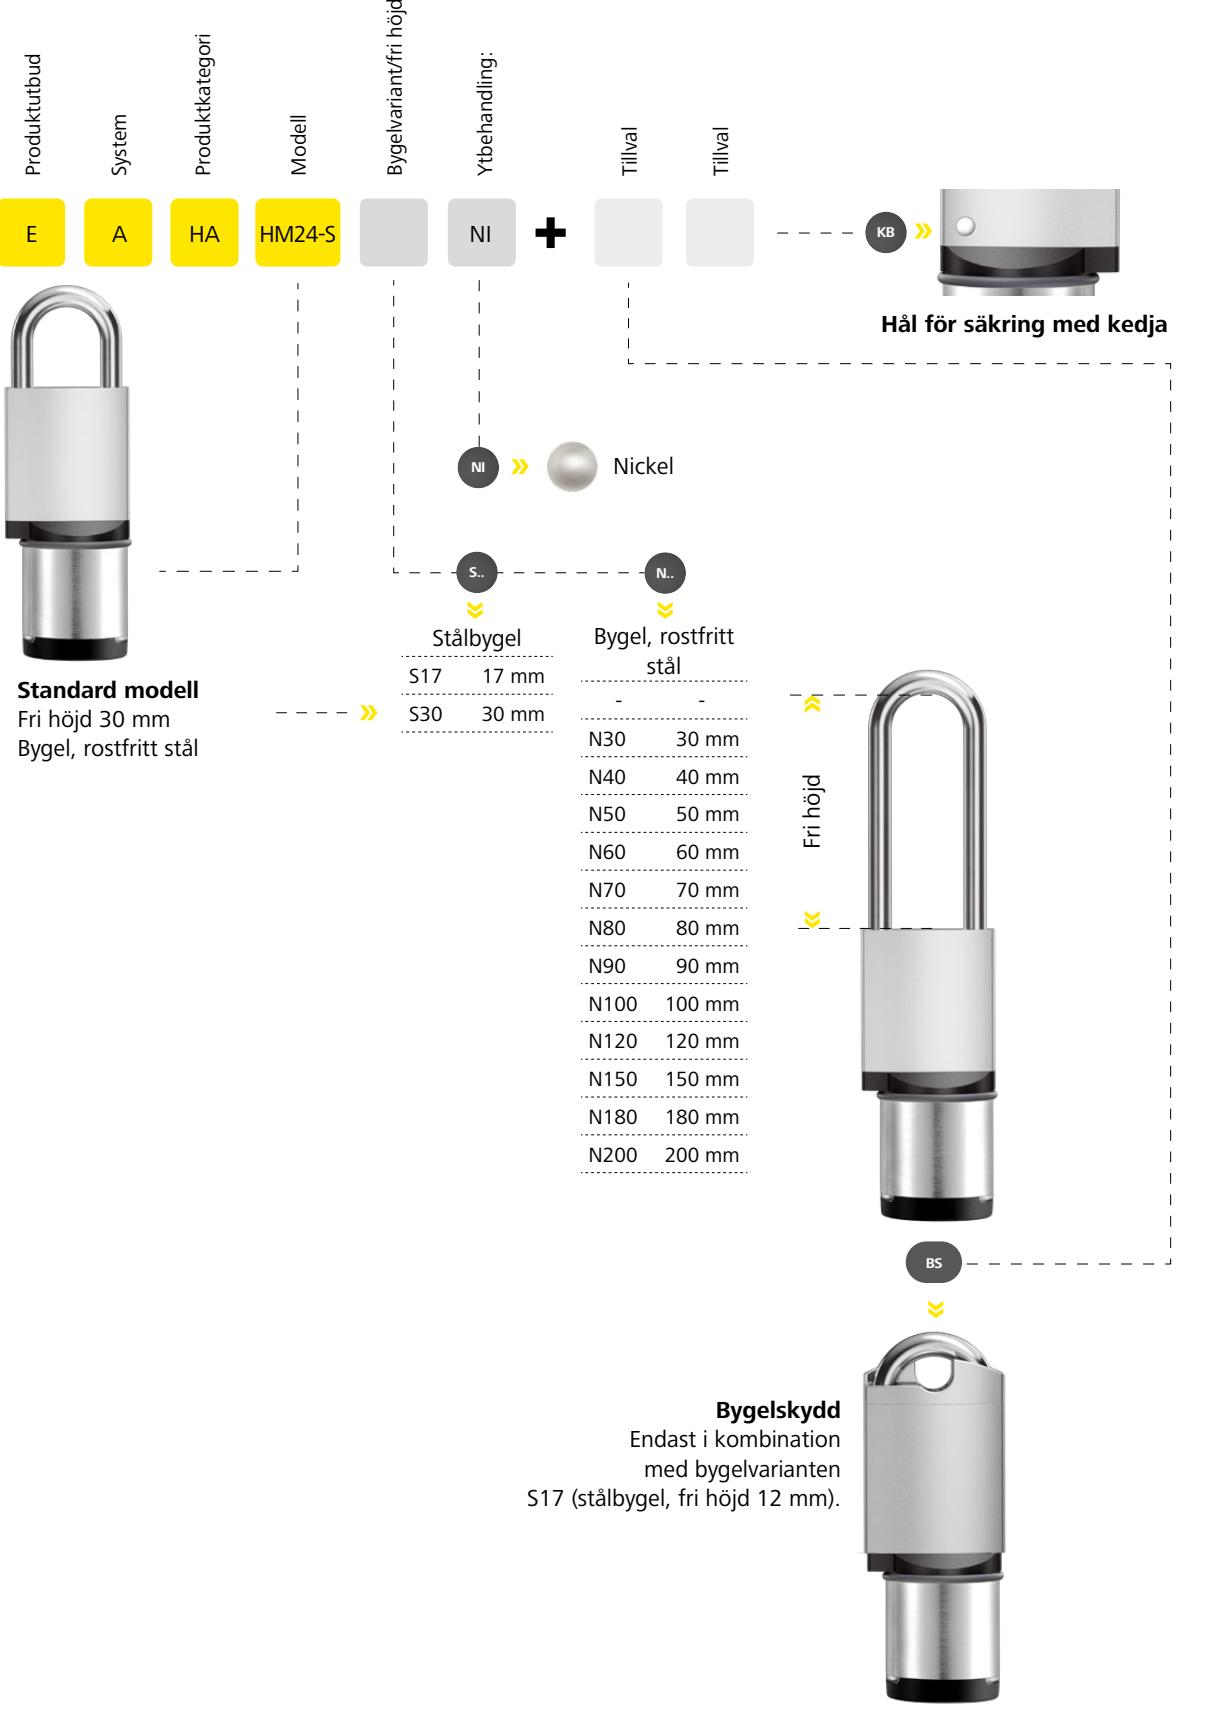 Produktutbud
System
Produktkategori
Modell
Bygelvariant/fri höjd
Ytbehandling:
Tillval
Tillval
E
A
HA
HM24-S
NI
+
KB
Hål för säkring med kedja
NI
Nickel
S..
N..
Stålbygel
S17 17 mm
S30 30 mm
Bygel, rostfritt
stål
- -
N30 30 mm
N40 40 mm
N50 50 mm
N60 60 mm
N70 70 mm
N80 80 mm
N90 90 mm
N100 100 mm
N120 120 mm
N150 150 mm
N180 180 mm
N200 200 mm
Standard modell
Fri höjd 30 mm
Bygel, rostfritt stål
Fri höjd
BS
Bygelskydd
Endast i kombination
med bygelvarianten
S17 (stålbygel, fri höjd 12 mm).